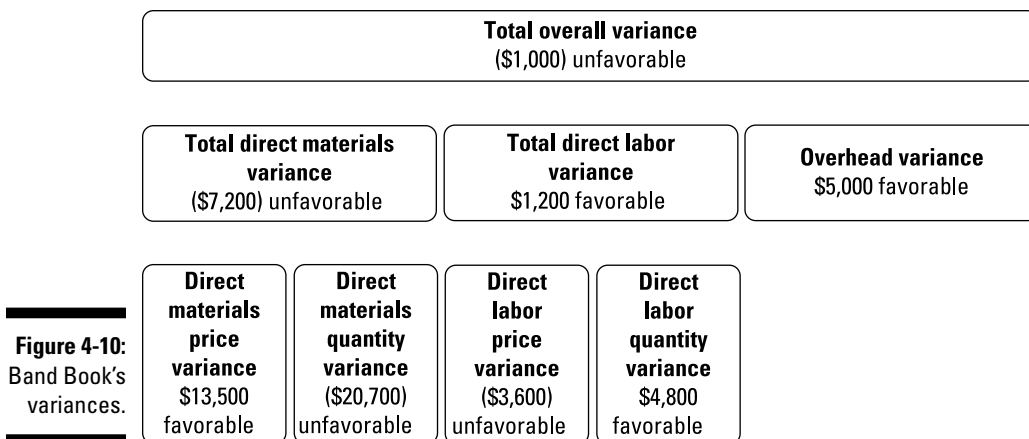 Total overall variance
($1,000) unfavorable
Total direct materials
variance
($7,200) unfavorable
Total direct labor
variance
$1,200 favorable
Overhead variance
$5,000 favorable
Direct
materials
price
variance
$13,500
favorable
Direct
materials
quantity
variance
($20,700)
unfavorable
Direct
labor
price
variance
($3,600)
unfavorable
Direct
labor
quantity
variance
$4,800
favorable
Figure 4-10:
Band Book's
variances.